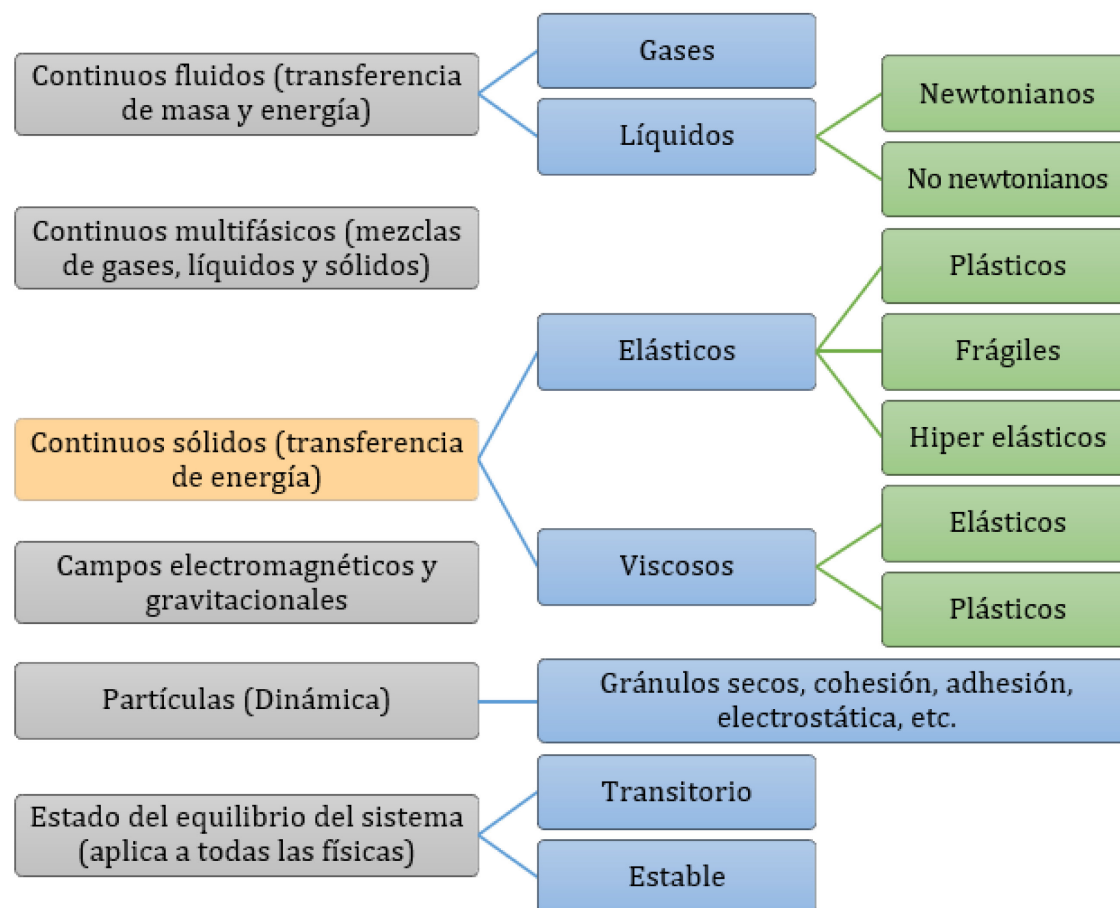 Continuos fluidos (transferencia
de masa y energía)
Gases
Líquidos
Newtonianos
No newtonianos
Continuos multifásicos (mezclas
de gases, líquidos y sólidos)
Continuos sólidos (transferencia
de energía)
Elásticos
Plásticos
Frágiles
Hiper elásticos
Viscosos
Elásticos
Plásticos
Campos electromagnéticos y
gravitacionales
Partículas (Dinámica)
Gránulos secos, cohesión, adhesión,
electrostática, etc.
Estado del equilibrio del sistema
(aplica a todas las físicas)
Transitorio
Estable